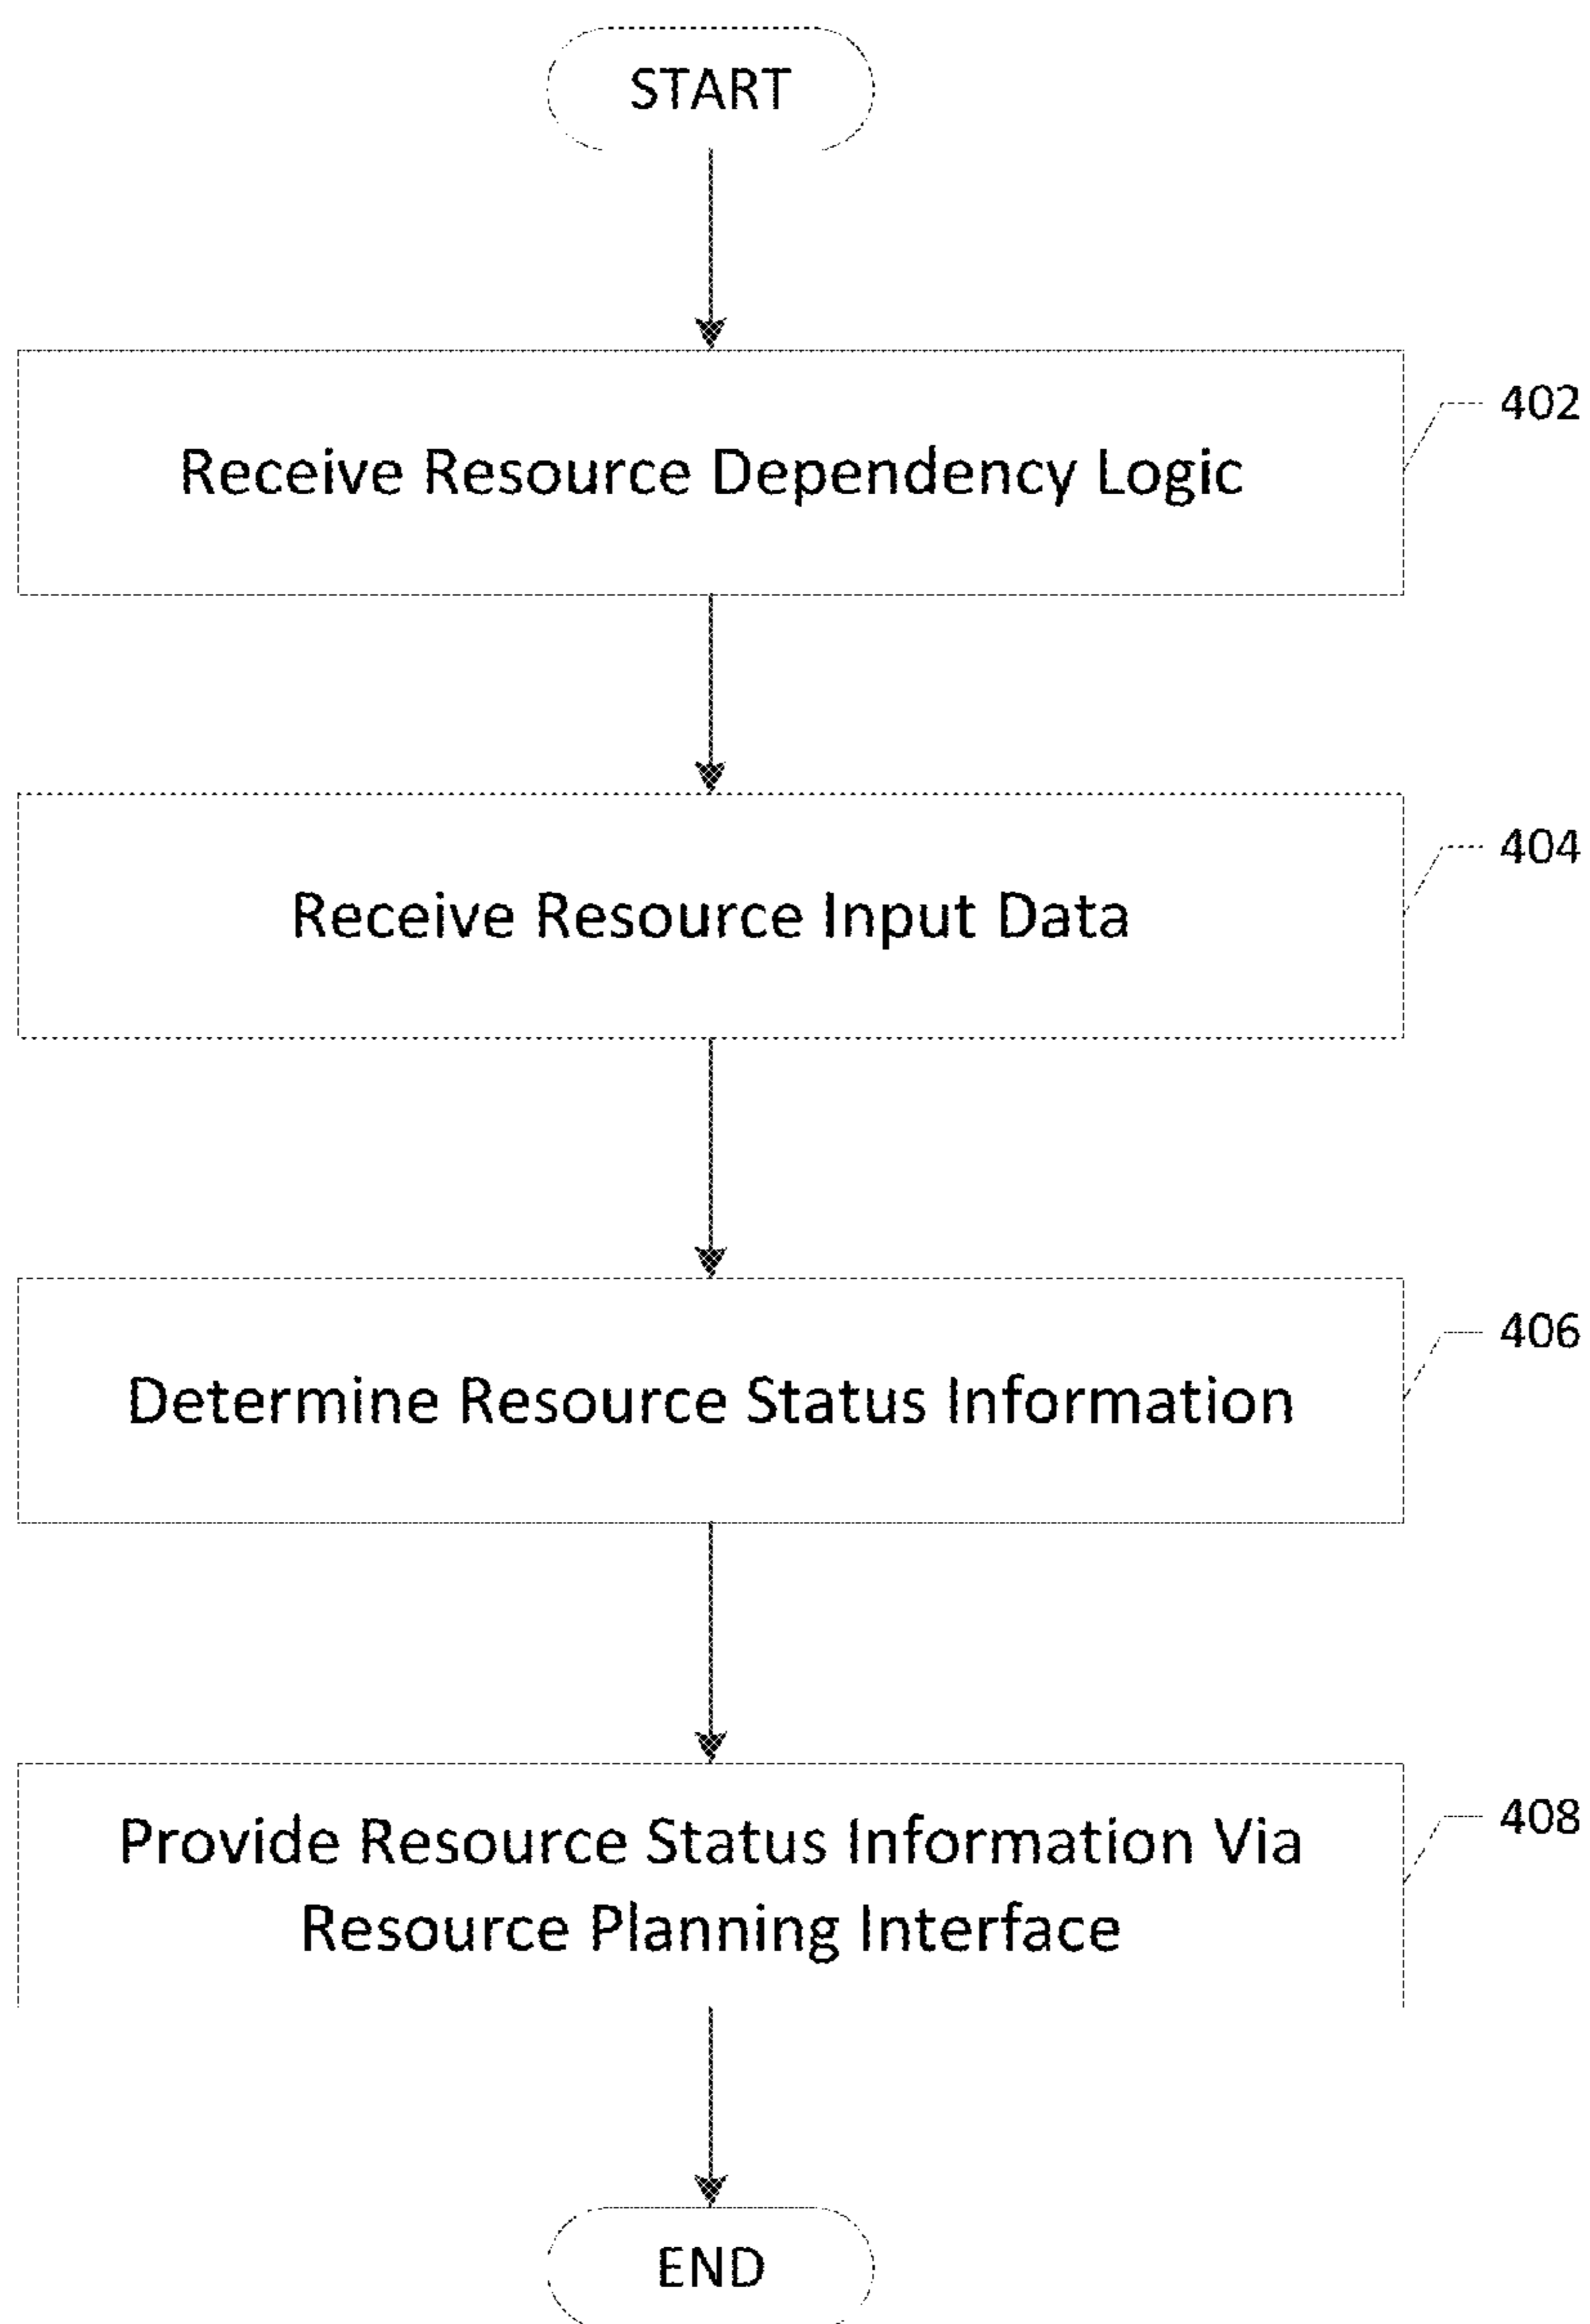 START
402
Receive Resource Dependency Logic
404
Receive Resource Input Data
406
Determine Resource Status Information
408
Provide Resource Status Information Via
Resource Planning Interface
END